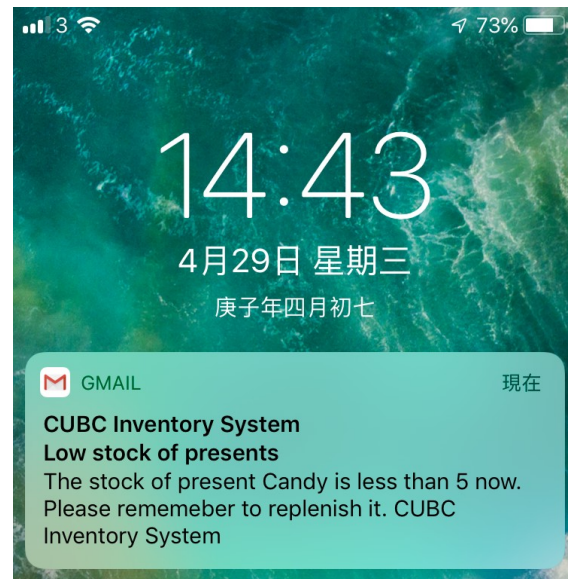 3 73%
14:43
4月29日 星期三
庚子年四月初七
GMAIL 現在
CUBC Inventory System
Low stock of presents
The stock of present Candy is less than 5 now.
Please rememeber to replenish it. CUBC
Inventory System